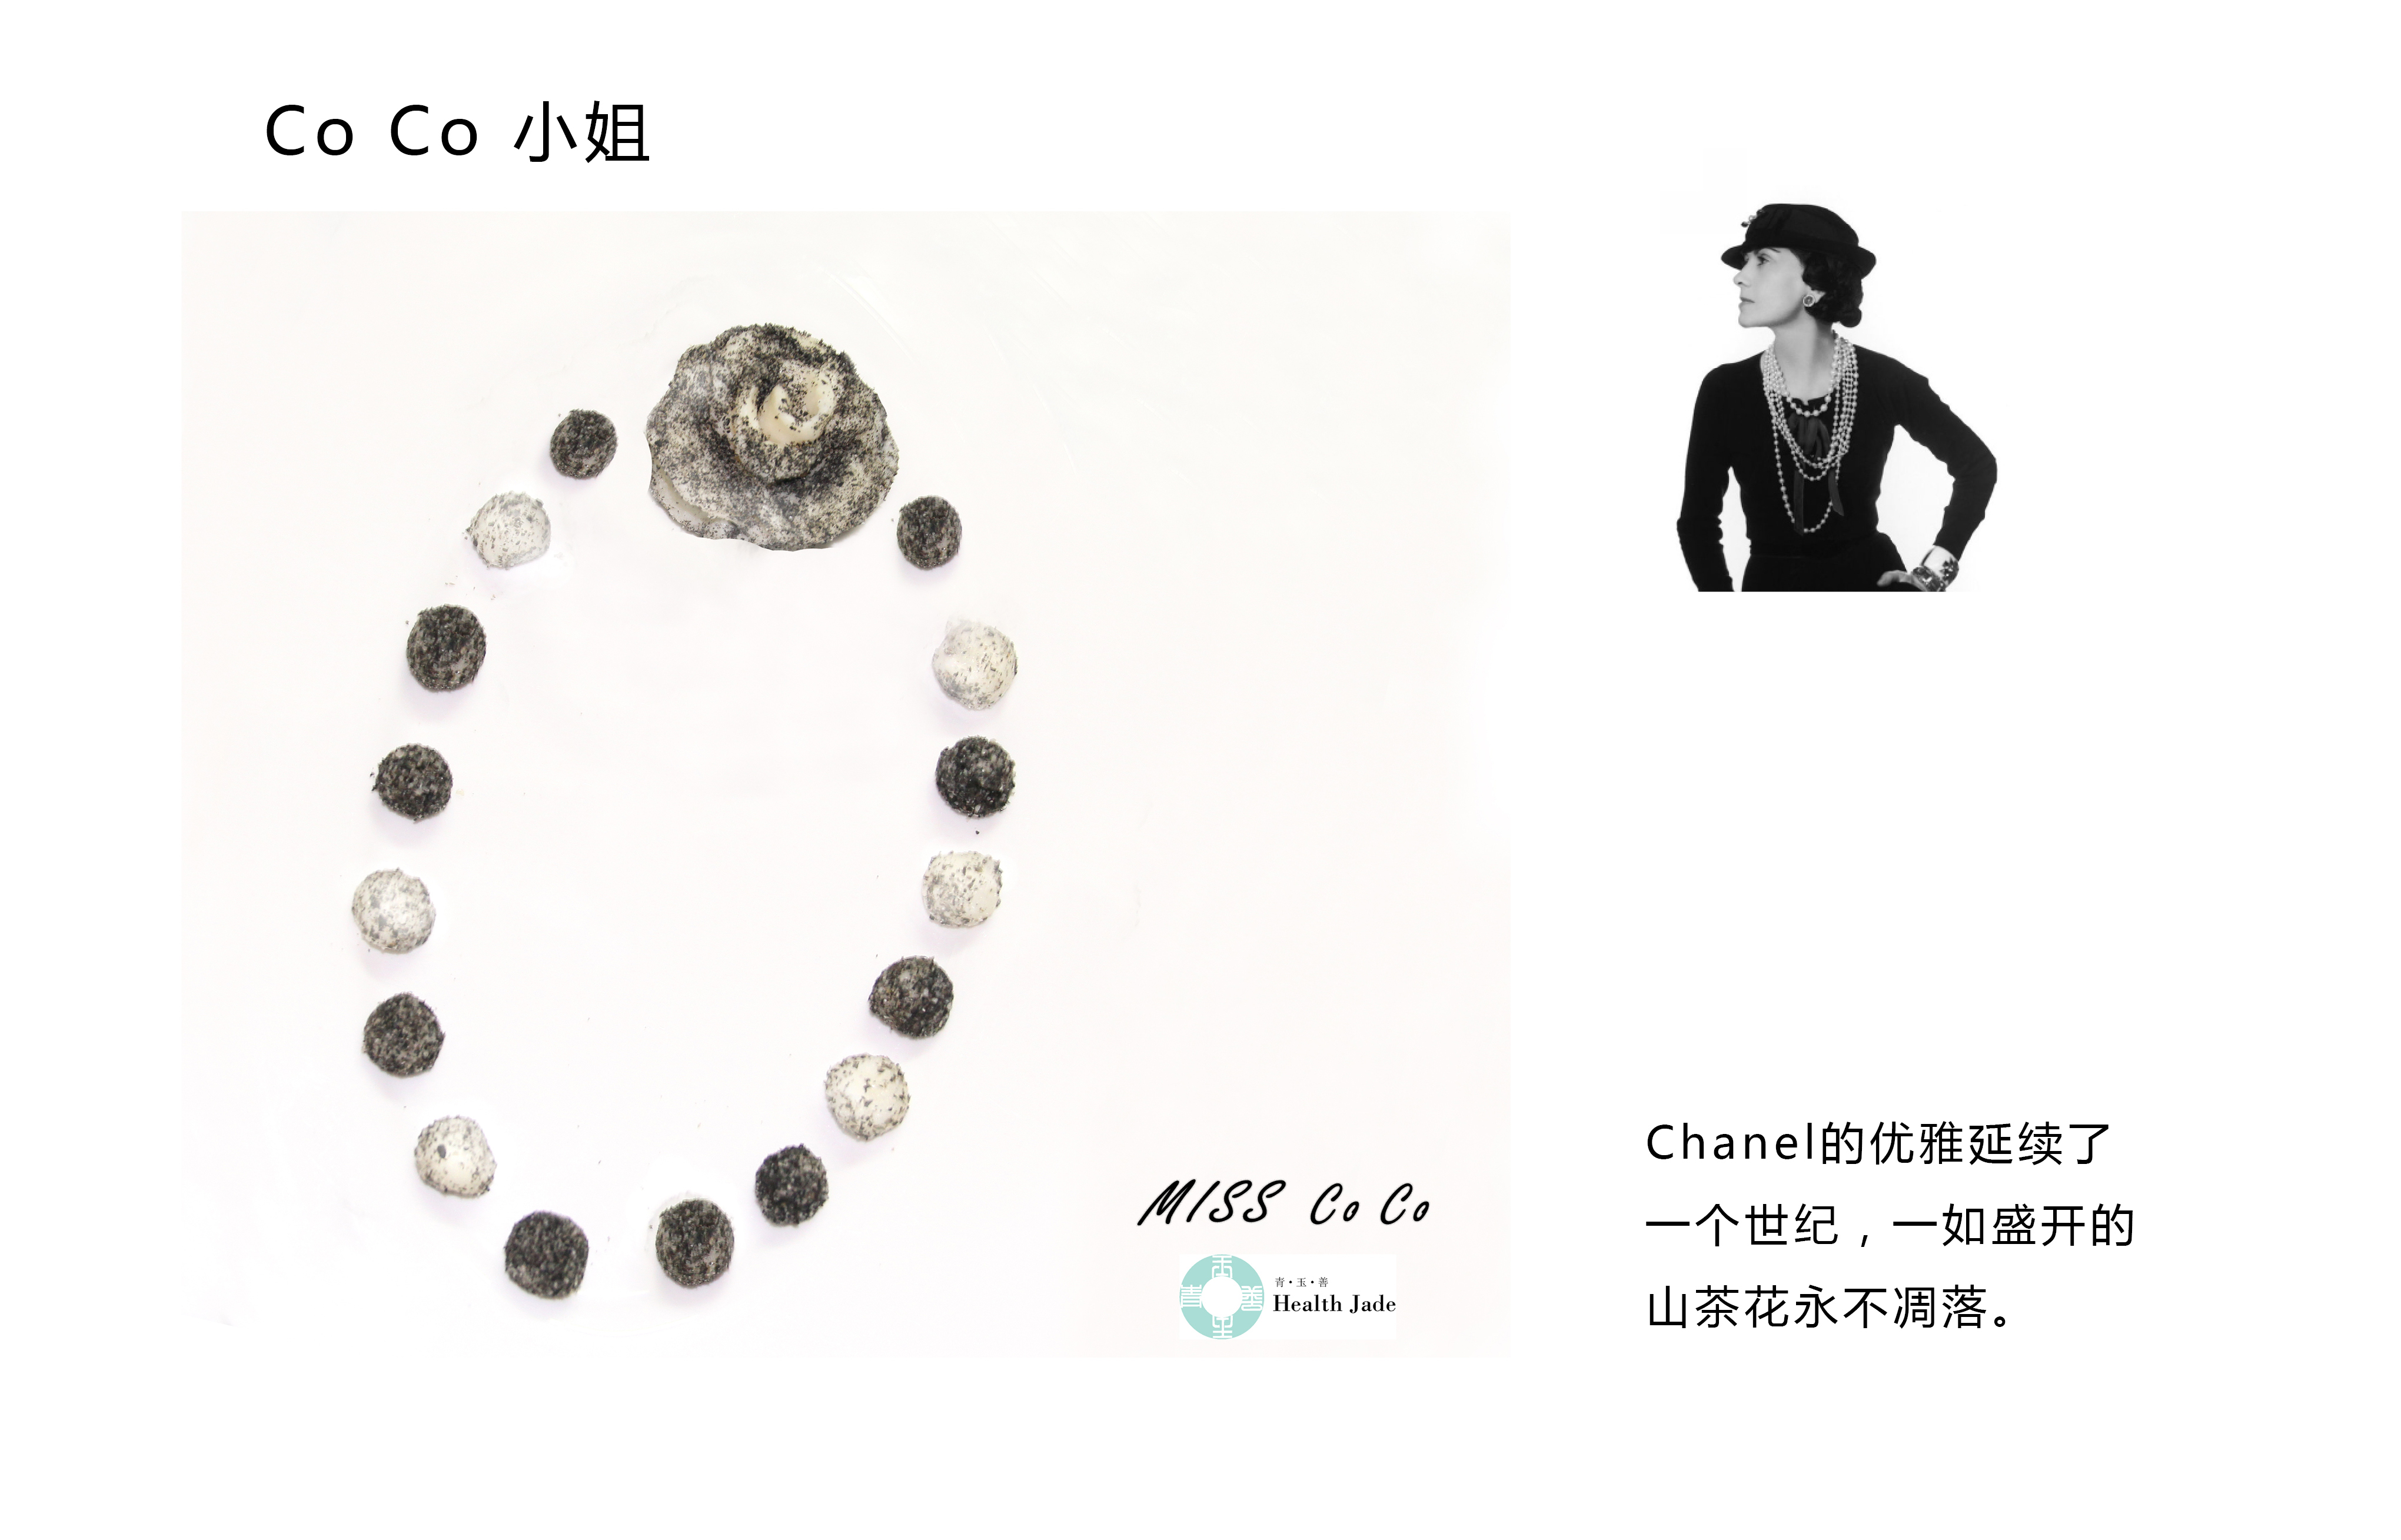 Co Co 小姐
MISS Co Co
青·玉·善
Health Jade
Chanel的优雅延续了
一个世纪，一如盛开的
山茶花永不凋落。